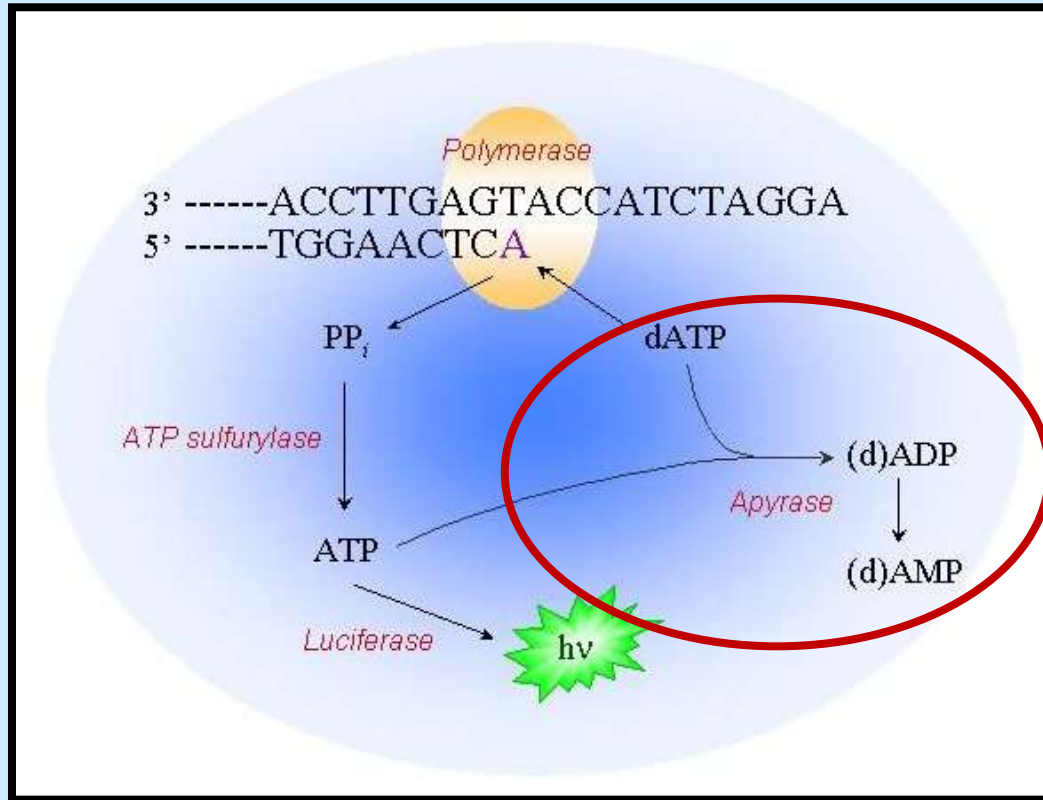 Polymerase
3’ ------ACCTTGAGTACCATCTAGGA
5’ ------TGGAACTCA
PPi
dATP
ATP sulfurylase
(d)ADP
Apyrase
ATP
(d)AMP
Luciferase
hν